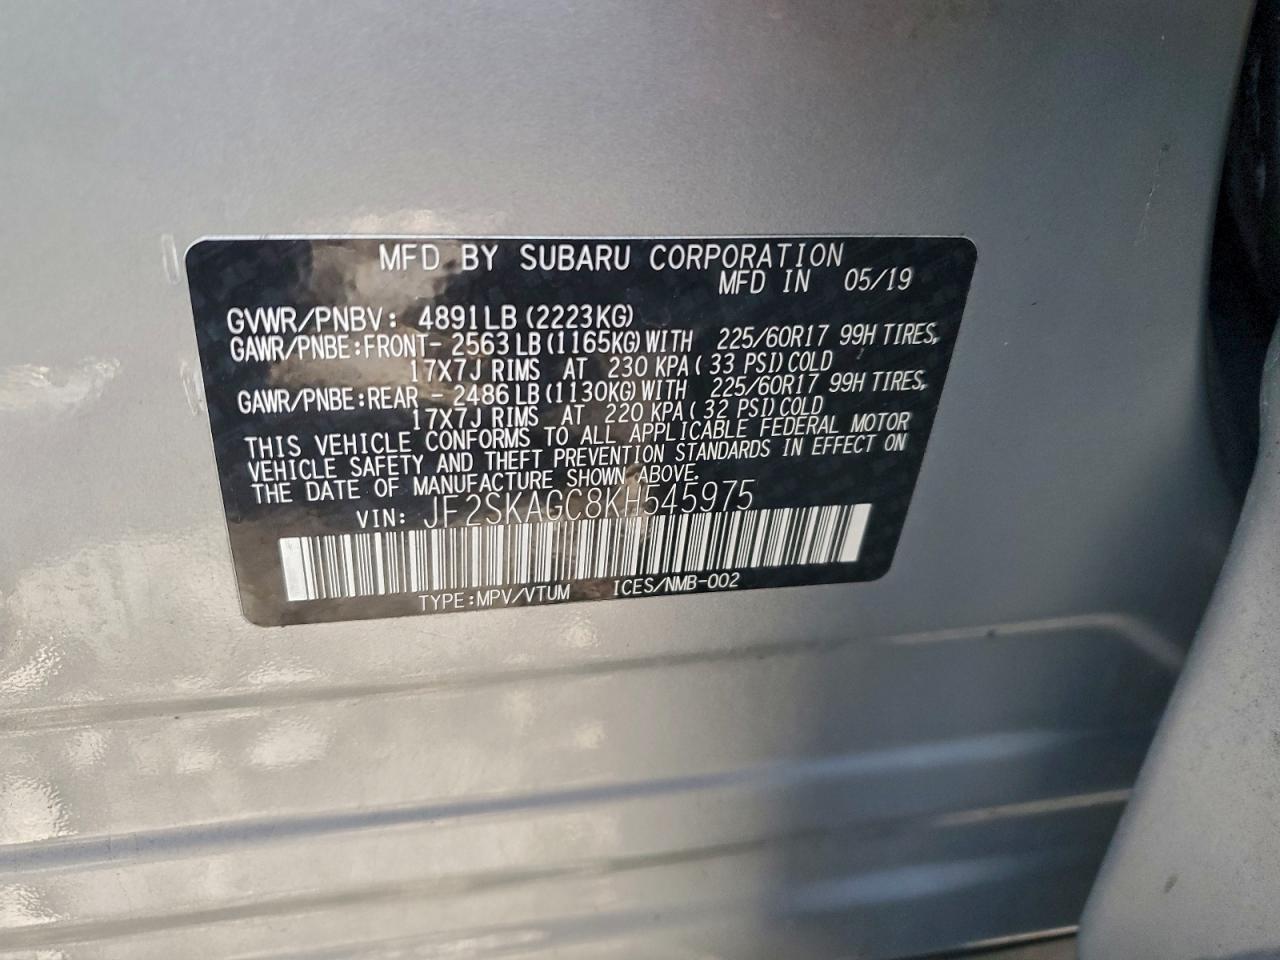 MFD BY SUBARU CORPORATION
MFD IN 05/19
GVWR/PNBV: 4891LB (2223KG)
GAWR/PNBE:FRONT- 2563 LB (1165KG) WITH 225/60R17 99H TIRES,
17X7J RIMS AT 230 KPA( 33 PSI)COLD
GAWR/PNBE:REAR - 2486 LB (1130KG) WITH 225/60R17 99H TIRES,
17X7J RIMS AT 220 KPA( 32 PSI)COLD
THIS VEHICLE CONFORMS TO ALL APPLICABLE FEDERAL MOTOR
VEHICLE SAFETY AND THEFT PREVENTION STANDARDS IN EFFECT ON
THE DATE OF MANUFACTURE SHOWN ABOVE.
VIN: JF2SKAGC8KH545975
TYPE:MPV/VTUM ICES/NMB-002